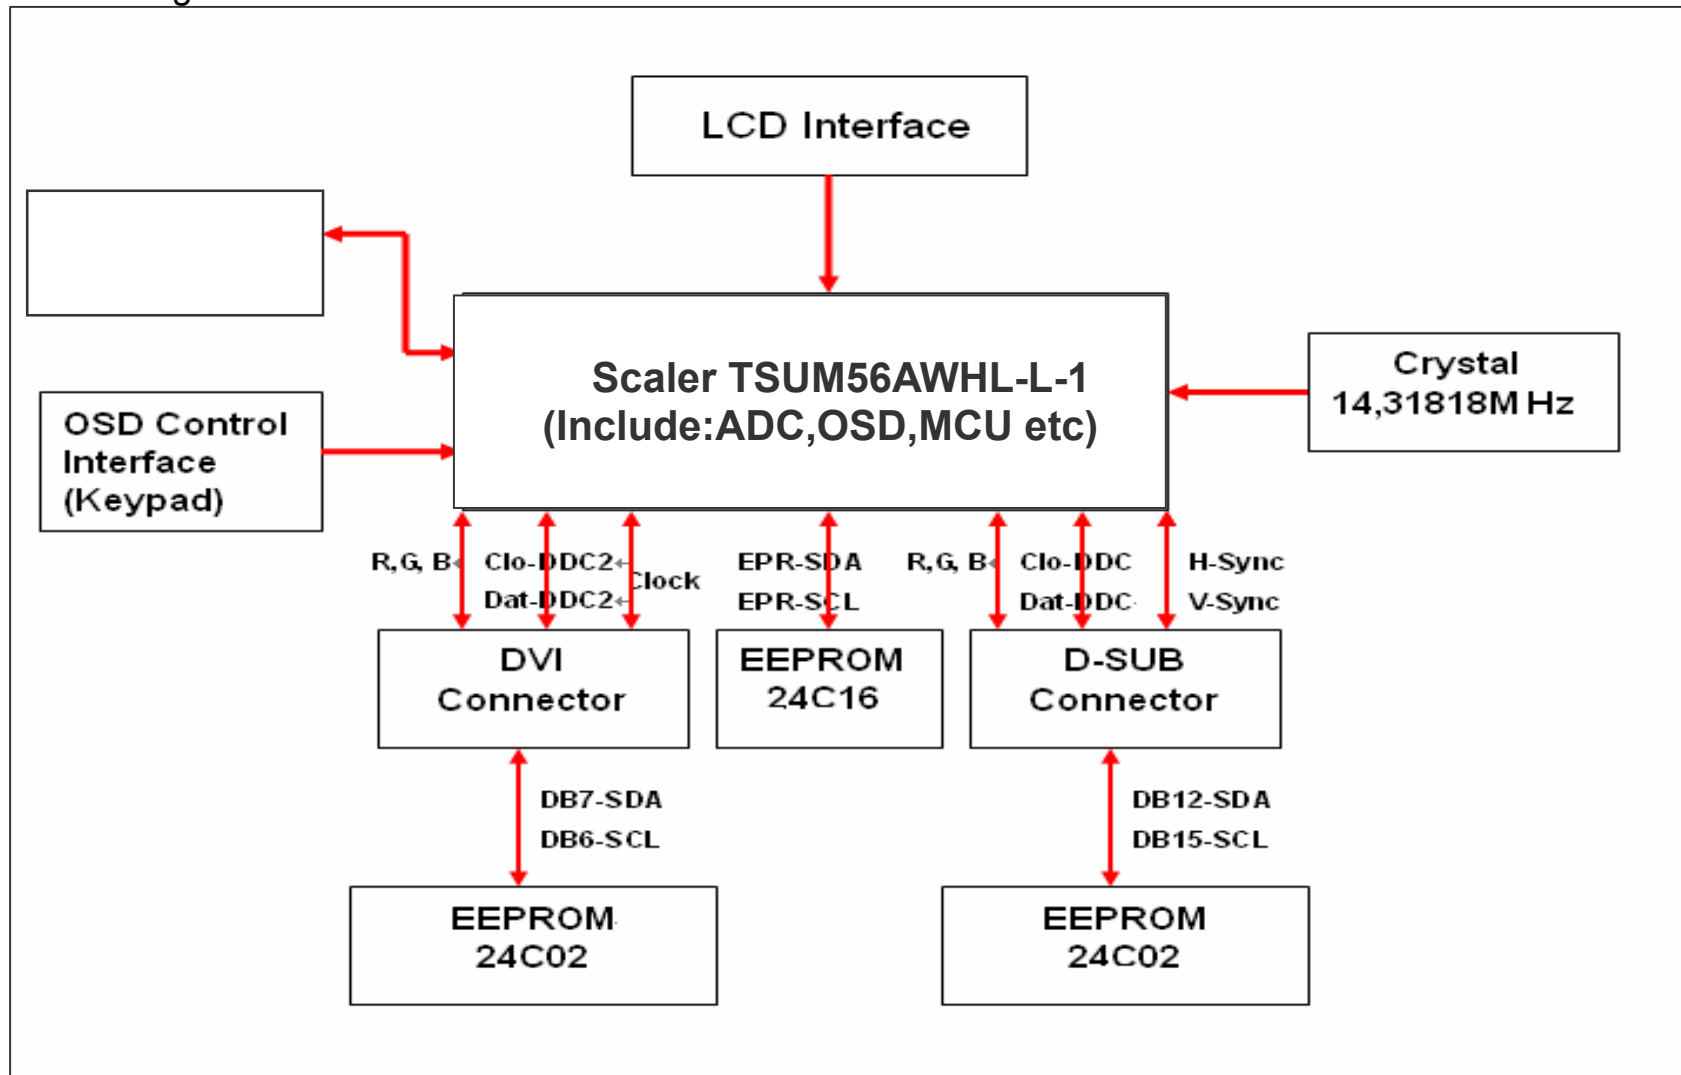 LCD Interface
Scaler TSUM56AWHL-L-1
(Include:ADC,OSD,MCU etc)
Crystal
14,31818M Hz
OSD Control
Interface
(Keypad)
R,G, B
Clo-DDC2
Dat-DDC2
Clock
EPR-SDA
EPR-SCL
R,G, B
Clo-DDC
Dat-DDC
H-Sync
V-Sync
DVI
Connector
EEPROM
24C16
D-SUB
Connector
DB7-SDA
DB6-SCL
DB12-SDA
DB15-SCL
EEPROM
24C02
EEPROM
24C02